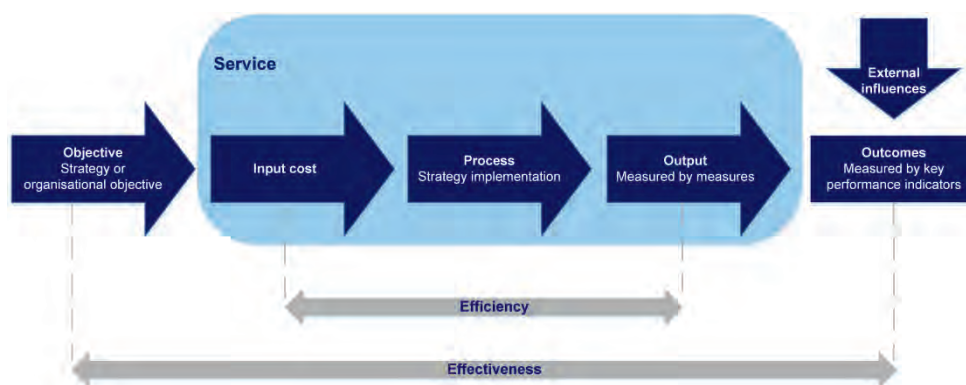 Service
External
influences
Objective
Strategy or
organisational objective
Input cost
Process
Strategy implementation
Output
Measured by measures
Outcomes
Measured by key
performance indicators
Efficiency
Effectiveness